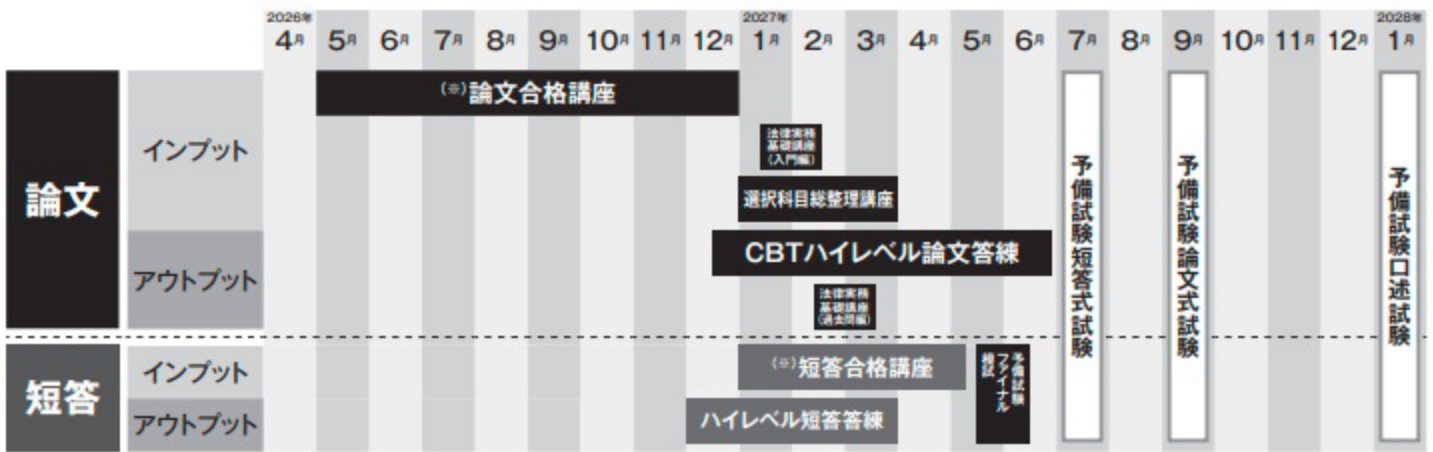 2026年
4月 5月 6月 7月 8月 9月 10月 11月 12月
2027年
1月 2月 3月 4月 5月 6月 7月 8月 9月 10月 11月 12月
2028年
1月
論文
インプット
(※)論文合格講座
法律実務
基礎講座
(入門編)
選択科目総整理講座
アウトプット
CBTハイレベル論文答練
法律実務
基礎講座
(過去問編)
短答
インプット
(※)短答合格講座
アウトプット
ハイレベル短答答練
予備試験
ファイナル
模試
予備試験短答式試験
予備試験論文式試験
予備試験口述試験